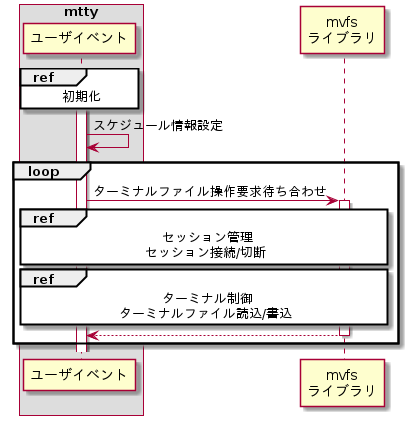 mtty
ユーザイベント
mvfs
ライブラリ
ref
初期化
スケジュール情報設定
loop
ターミナルファイル操作要求待ち合わせ
ref
セッション管理
セッション接続/切断
ref
ターミナル制御
ターミナルファイル読込/書込
ユーザイベント
mvfs
ライブラリ